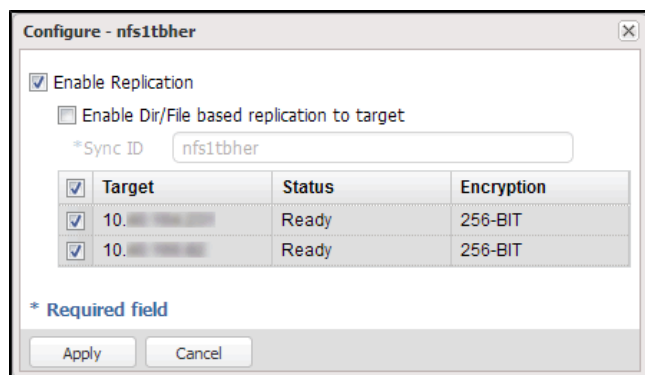 Configure - nfs1tbher
Enable Replication
Enable Dir/File based replication to target
*Sync ID nfs1tbher
Target Status Encryption
10. Ready 256-BIT
10. Ready 256-BIT
* Required field
Apply Cancel